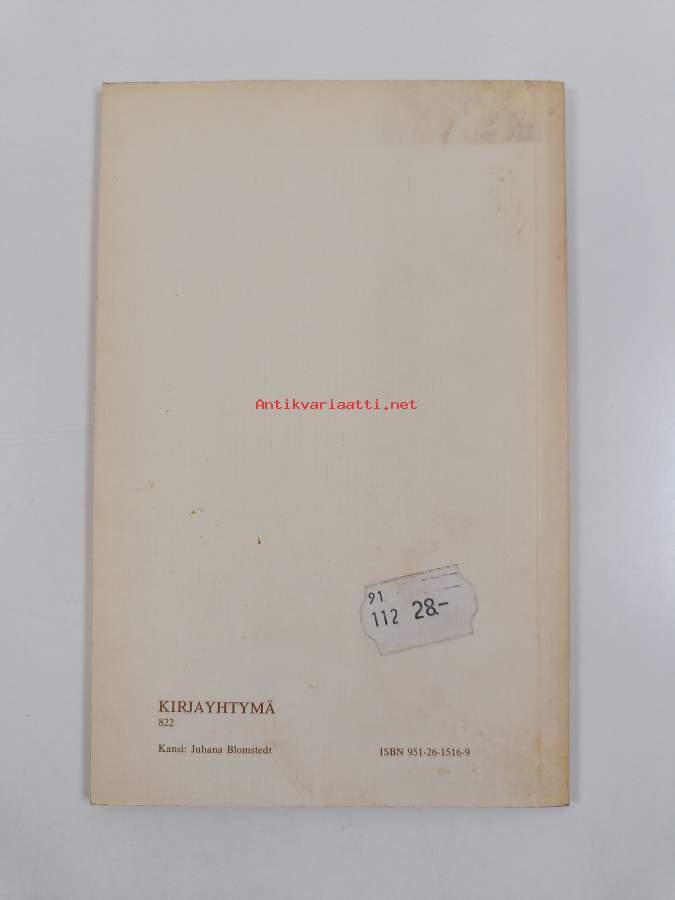 Antikvariaatti.net
91
112 28.-
KIRJAYHTYMÄ
822
Kansi: Juhana Blomstedt
ISBN 951-26-1516-9